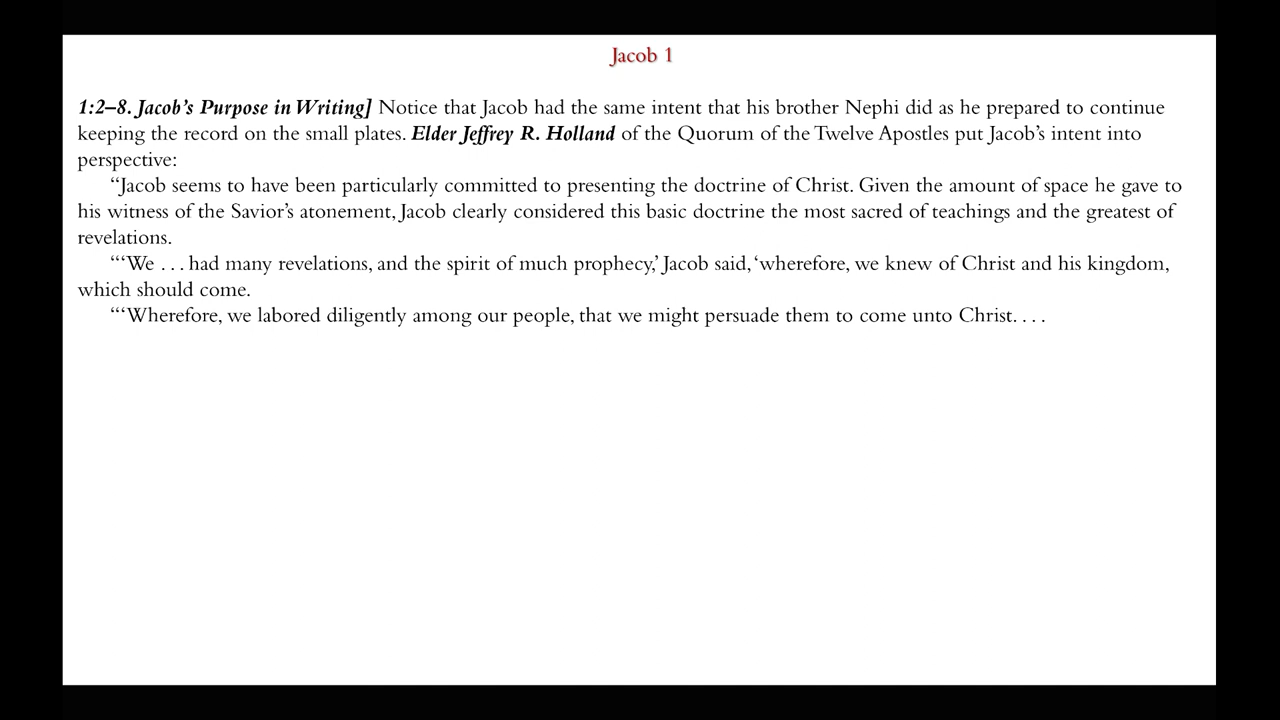 Jacob 1
1:2–8. Jacob’s Purpose in Writing] Notice that Jacob had the same intent that his brother Nephi did as he prepared to continue
keeping the record on the small plates. Elder Jeffrey R. Holland of the Quorum of the Twelve Apostles put Jacob’s intent into
perspective:
“Jacob seems to have been particularly committed to presenting the doctrine of Christ. Given the amount of space he gave to
his witness of the Savior’s atonement, Jacob clearly considered this basic doctrine the most sacred of teachings and the greatest of
revelations.
“‘We . . . had many revelations, and the spirit of much prophecy,’ Jacob said, ‘wherefore, we knew of Christ and his kingdom,
which should come.
“‘Wherefore, we labored diligently among our people, that we might persuade them to come unto Christ. . . .